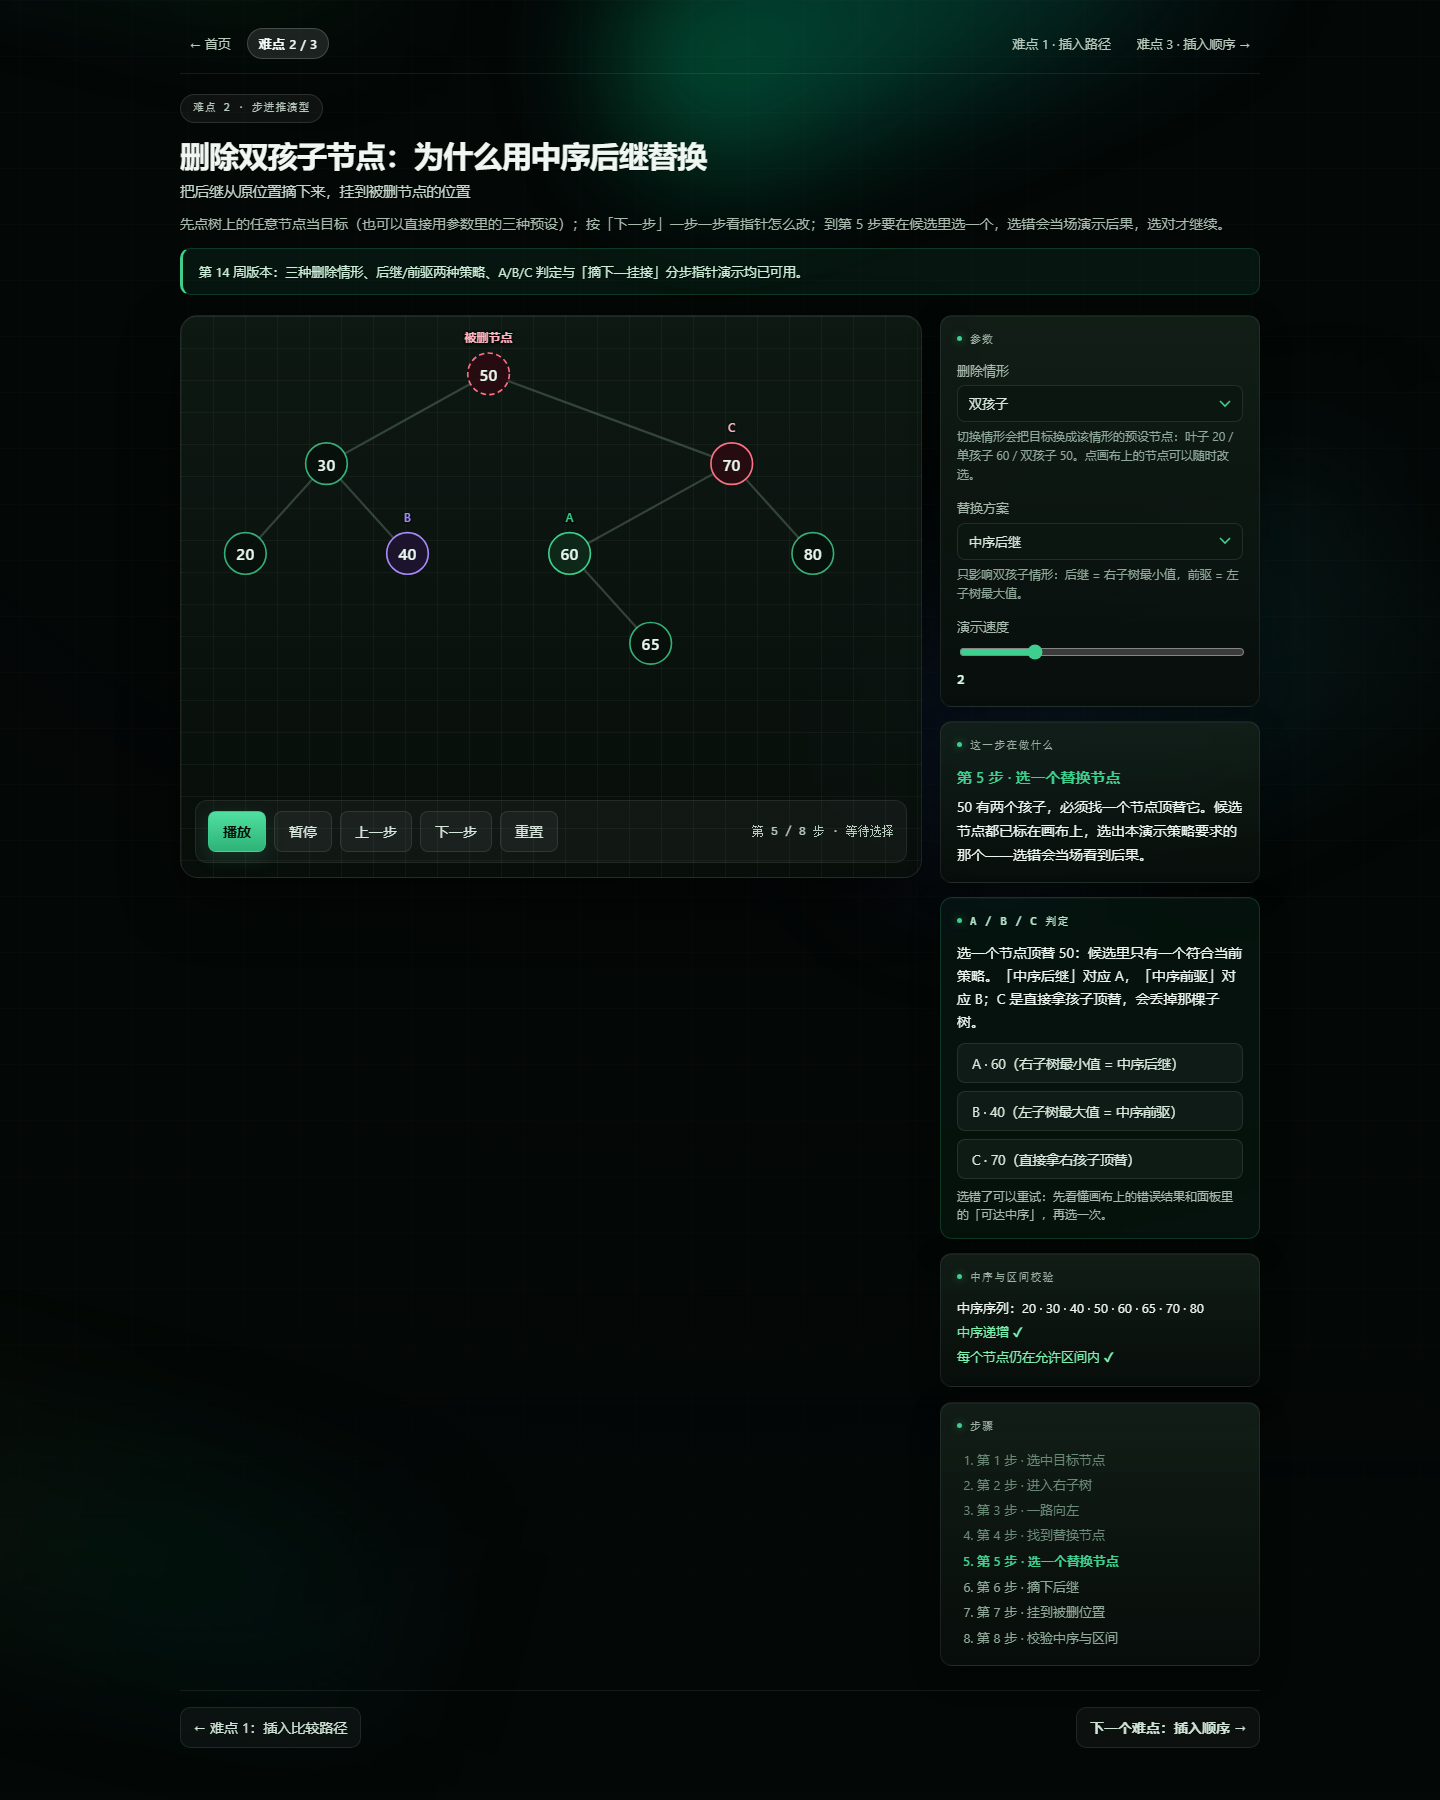 ← 首页
难点 2 / 3
难点 1 · 插入路径
难点 3 · 插入顺序 →
难点 2 · 步进推演型
删除双孩子节点：为什么用中序后继替换
把后继从原位置摘下来，挂到被删节点的位置
先点树上的任意节点当目标（也可以直接用参数里的三种预设）；按「下一步」一步一步看指针怎么改；到第 5 步要在候选里选一个，选错会当场演示后果，选对才继续。
第 14 周版本：三种删除情形、后继/前驱两种策略、A/B/C 判定与「摘下—挂接」分步指针演示均已可用。
被删节点
50
C
30
70
B
A
20
40
60
80
65
播放
暂停
上一步
下一步
重置
第 5 / 8 步 · 等待选择
参数
删除情形
双孩子
切换情形会把目标换成该情形的预设节点：叶子 20 /
单孩子 60 / 双孩子 50。点画布上的节点可以随时改
选。
替换方案
中序后继
只影响双孩子情形：后继 = 右子树最小值，前驱 = 左
子树最大值。
演示速度
2
这一步在做什么
第 5 步 · 选一个替换节点
50 有两个孩子，必须找一个节点顶替它。候选
节点都已标在画布上，选出本演示策略要求的
那个——选错会当场看到后果。
A / B / C 判定
选一个节点顶替 50：候选里只有一个符合当前
策略。「中序后继」对应 A，「中序前驱」对
应 B；C 是直接拿孩子顶替，会丢掉那棵子
树。
A · 60（右子树最小值 = 中序后继）
B · 40（左子树最大值 = 中序前驱）
C · 70（直接拿右孩子顶替）
选错了可以重试：先看懂画布上的错误结果和面板里
的「可达中序」，再选一次。
中序与区间校验
中序序列：20 · 30 · 40 · 50 · 60 · 65 · 70 · 80
中序递增 ✓
每个节点仍在允许区间内 ✓
步骤
1. 第 1 步 · 选中目标节点
2. 第 2 步 · 进入右子树
3. 第 3 步 · 一路向左
4. 第 4 步 · 找到替换节点
5. 第 5 步 · 选一个替换节点
6. 第 6 步 · 摘下后继
7. 第 7 步 · 挂到被删位置
8. 第 8 步 · 校验中序与区间
← 难点 1：插入比较路径
下一个难点：插入顺序 →